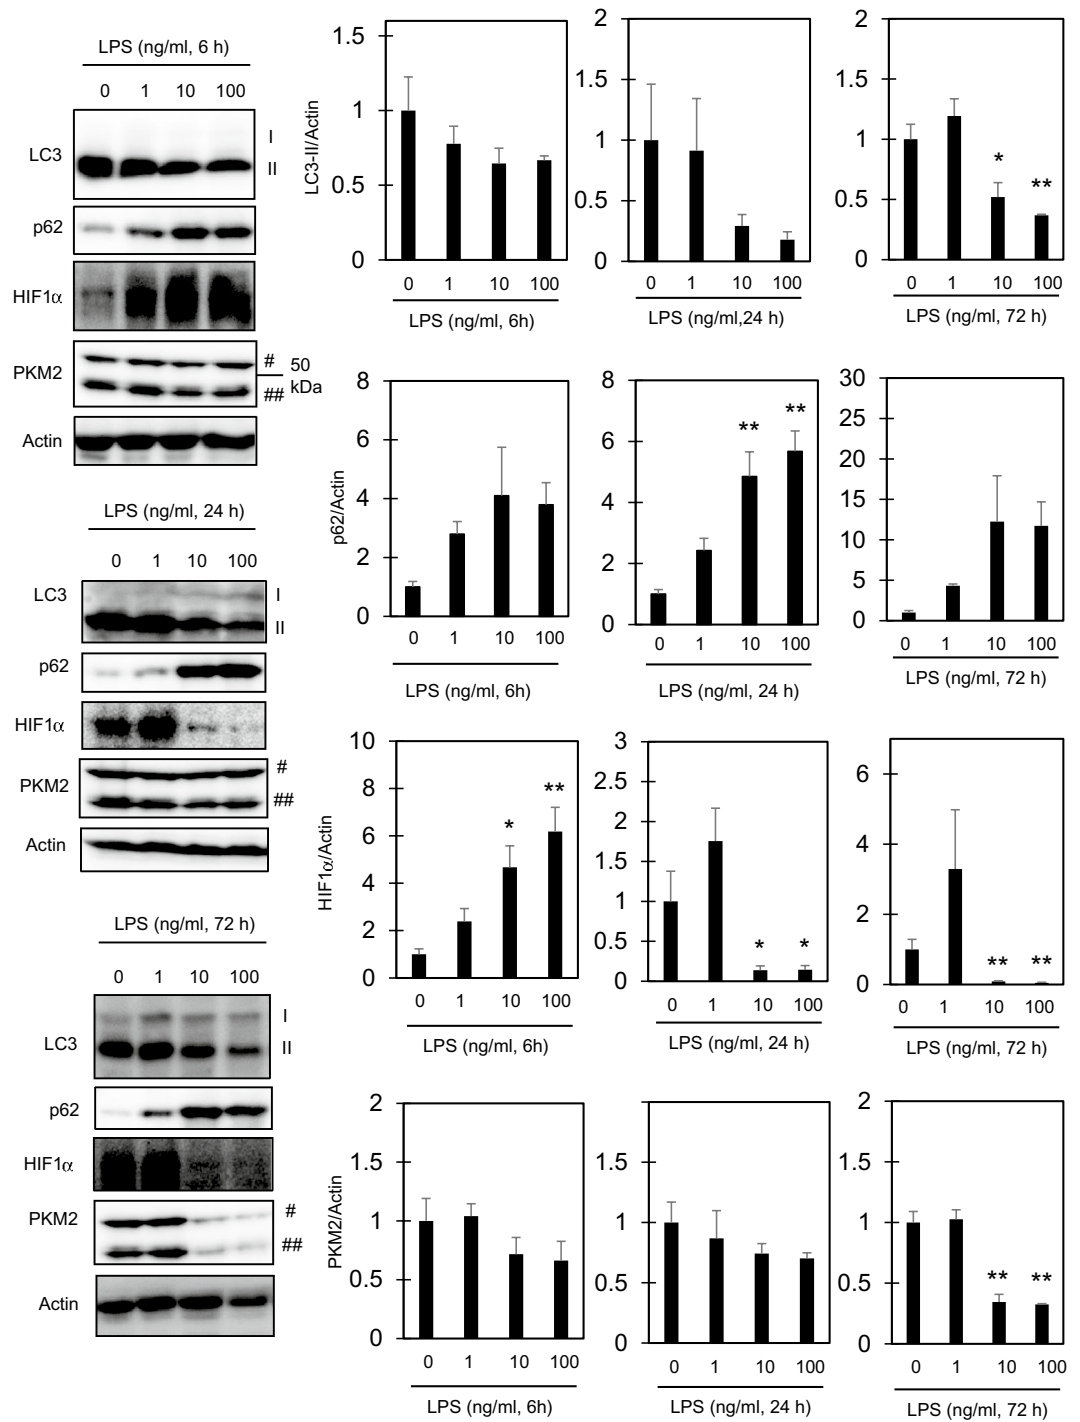 LPS (ng/ml, 6 h)
0 1 10 100
LC3
I
II
p62
HIF1α
PKM2
#
50
kDa
##
Actin
LPS (ng/ml, 24 h)
0 1 10 100
LC3
I
II
p62
HIF1α
PKM2
#
##
Actin
LPS (ng/ml, 72 h)
0 1 10 100
LC3
I
II
p62
HIF1α
PKM2
#
##
Actin
LC3-II/Actin
1.5
1
0.5
0
0 1 10 100
LPS (ng/ml, 6h)
2
1.5
1
0.5
0
0 1 10 100
LPS (ng/ml,24 h)
2
1.5
1
0.5
0
*
**
0 1 10 100
LPS (ng/ml, 72 h)
p62/Actin
8
6
4
2
0
0 1 10 100
LPS (ng/ml, 6h)
8
6
4
2
0
**
**
0 1 10 100
LPS (ng/ml, 24 h)
30
25
20
15
10
5
0
0 1 10 100
LPS (ng/ml, 72 h)
HIF1α/Actin
10
8
6
4
2
0
*
**
0 1 10 100
LPS (ng/ml, 6h)
3
2.5
2
1.5
1
0.5
0
*
*
0 1 10 100
LPS (ng/ml, 24 h)
6
4
2
0
**
**
0 1 10 100
LPS (ng/ml, 72 h)
PKM2/Actin
2
1.5
1
0.5
0
0 1 10 100
LPS (ng/ml, 6h)
2
1.5
1
0.5
0
0 1 10 100
LPS (ng/ml, 24 h)
2
1.5
1
0.5
0
**
**
0 1 10 100
LPS (ng/ml, 72 h)